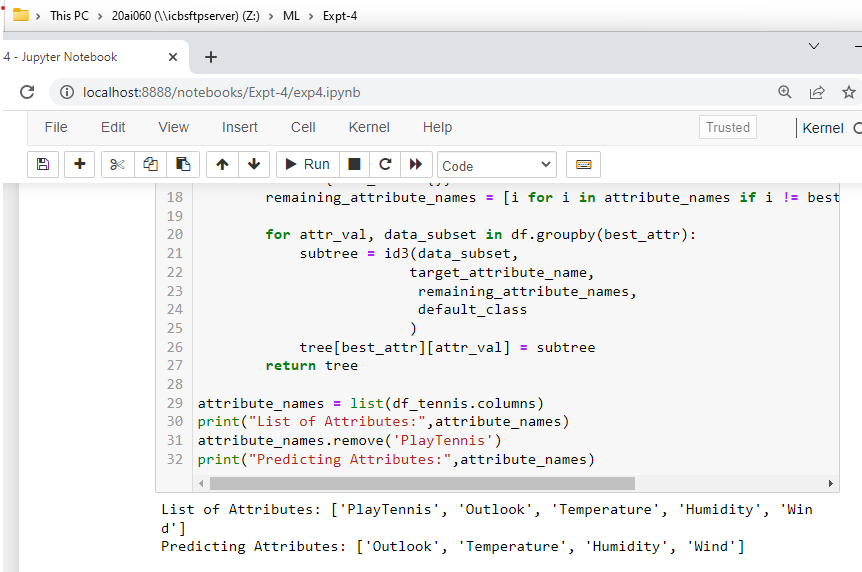 This PC > 20ai060 (\\icbsftpserver) (Z:) > ML > Expt-4
4 - Jupyter Notebook
localhost:8888/notebooks/Expt-4/exp4.ipynb
File Edit View Insert Cell Kernel Help Trusted Kernel
Run Code
18 remaining_attribute_names = [i for i in attribute_names if i != best
19
20 for attr_val, data_subset in df.groupby(best_attr):
21 subtree = id3(data_subset,
22 target_attribute_name,
23 remaining_attribute_names,
24 default_class
25 )
26 tree[best_attr][attr_val] = subtree
27 return tree
28
29 attribute_names = list(df_tennis.columns)
30 print("List of Attributes:",attribute_names)
31 attribute_names.remove('PlayTennis')
32 print("Predicting Attributes:",attribute_names)
List of Attributes: ['PlayTennis', 'Outlook', 'Temperature', 'Humidity', 'Win
d']
Predicting Attributes: ['Outlook', 'Temperature', 'Humidity', 'Wind']